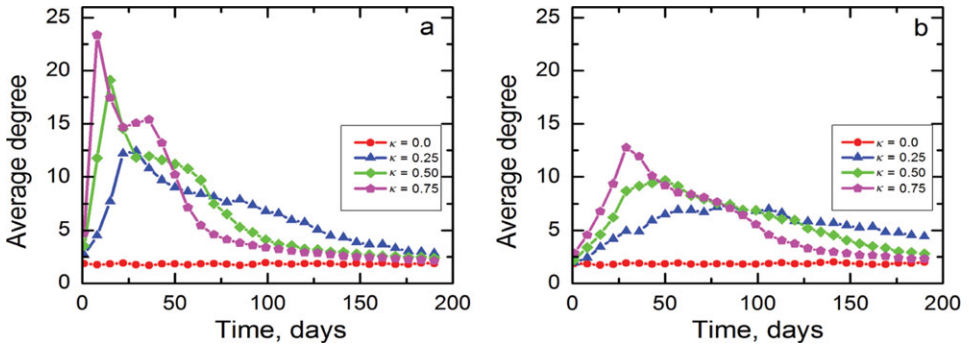 25
20
15
10
5
0
Average degree
0 50 100 150 200
Time, days
a
κ = 0.0
κ = 0.25
κ = 0.50
κ = 0.75
25
20
15
10
5
0
Average degree
0 50 100 150 200
Time, days
b
κ = 0.0
κ = 0.25
κ = 0.50
κ = 0.75